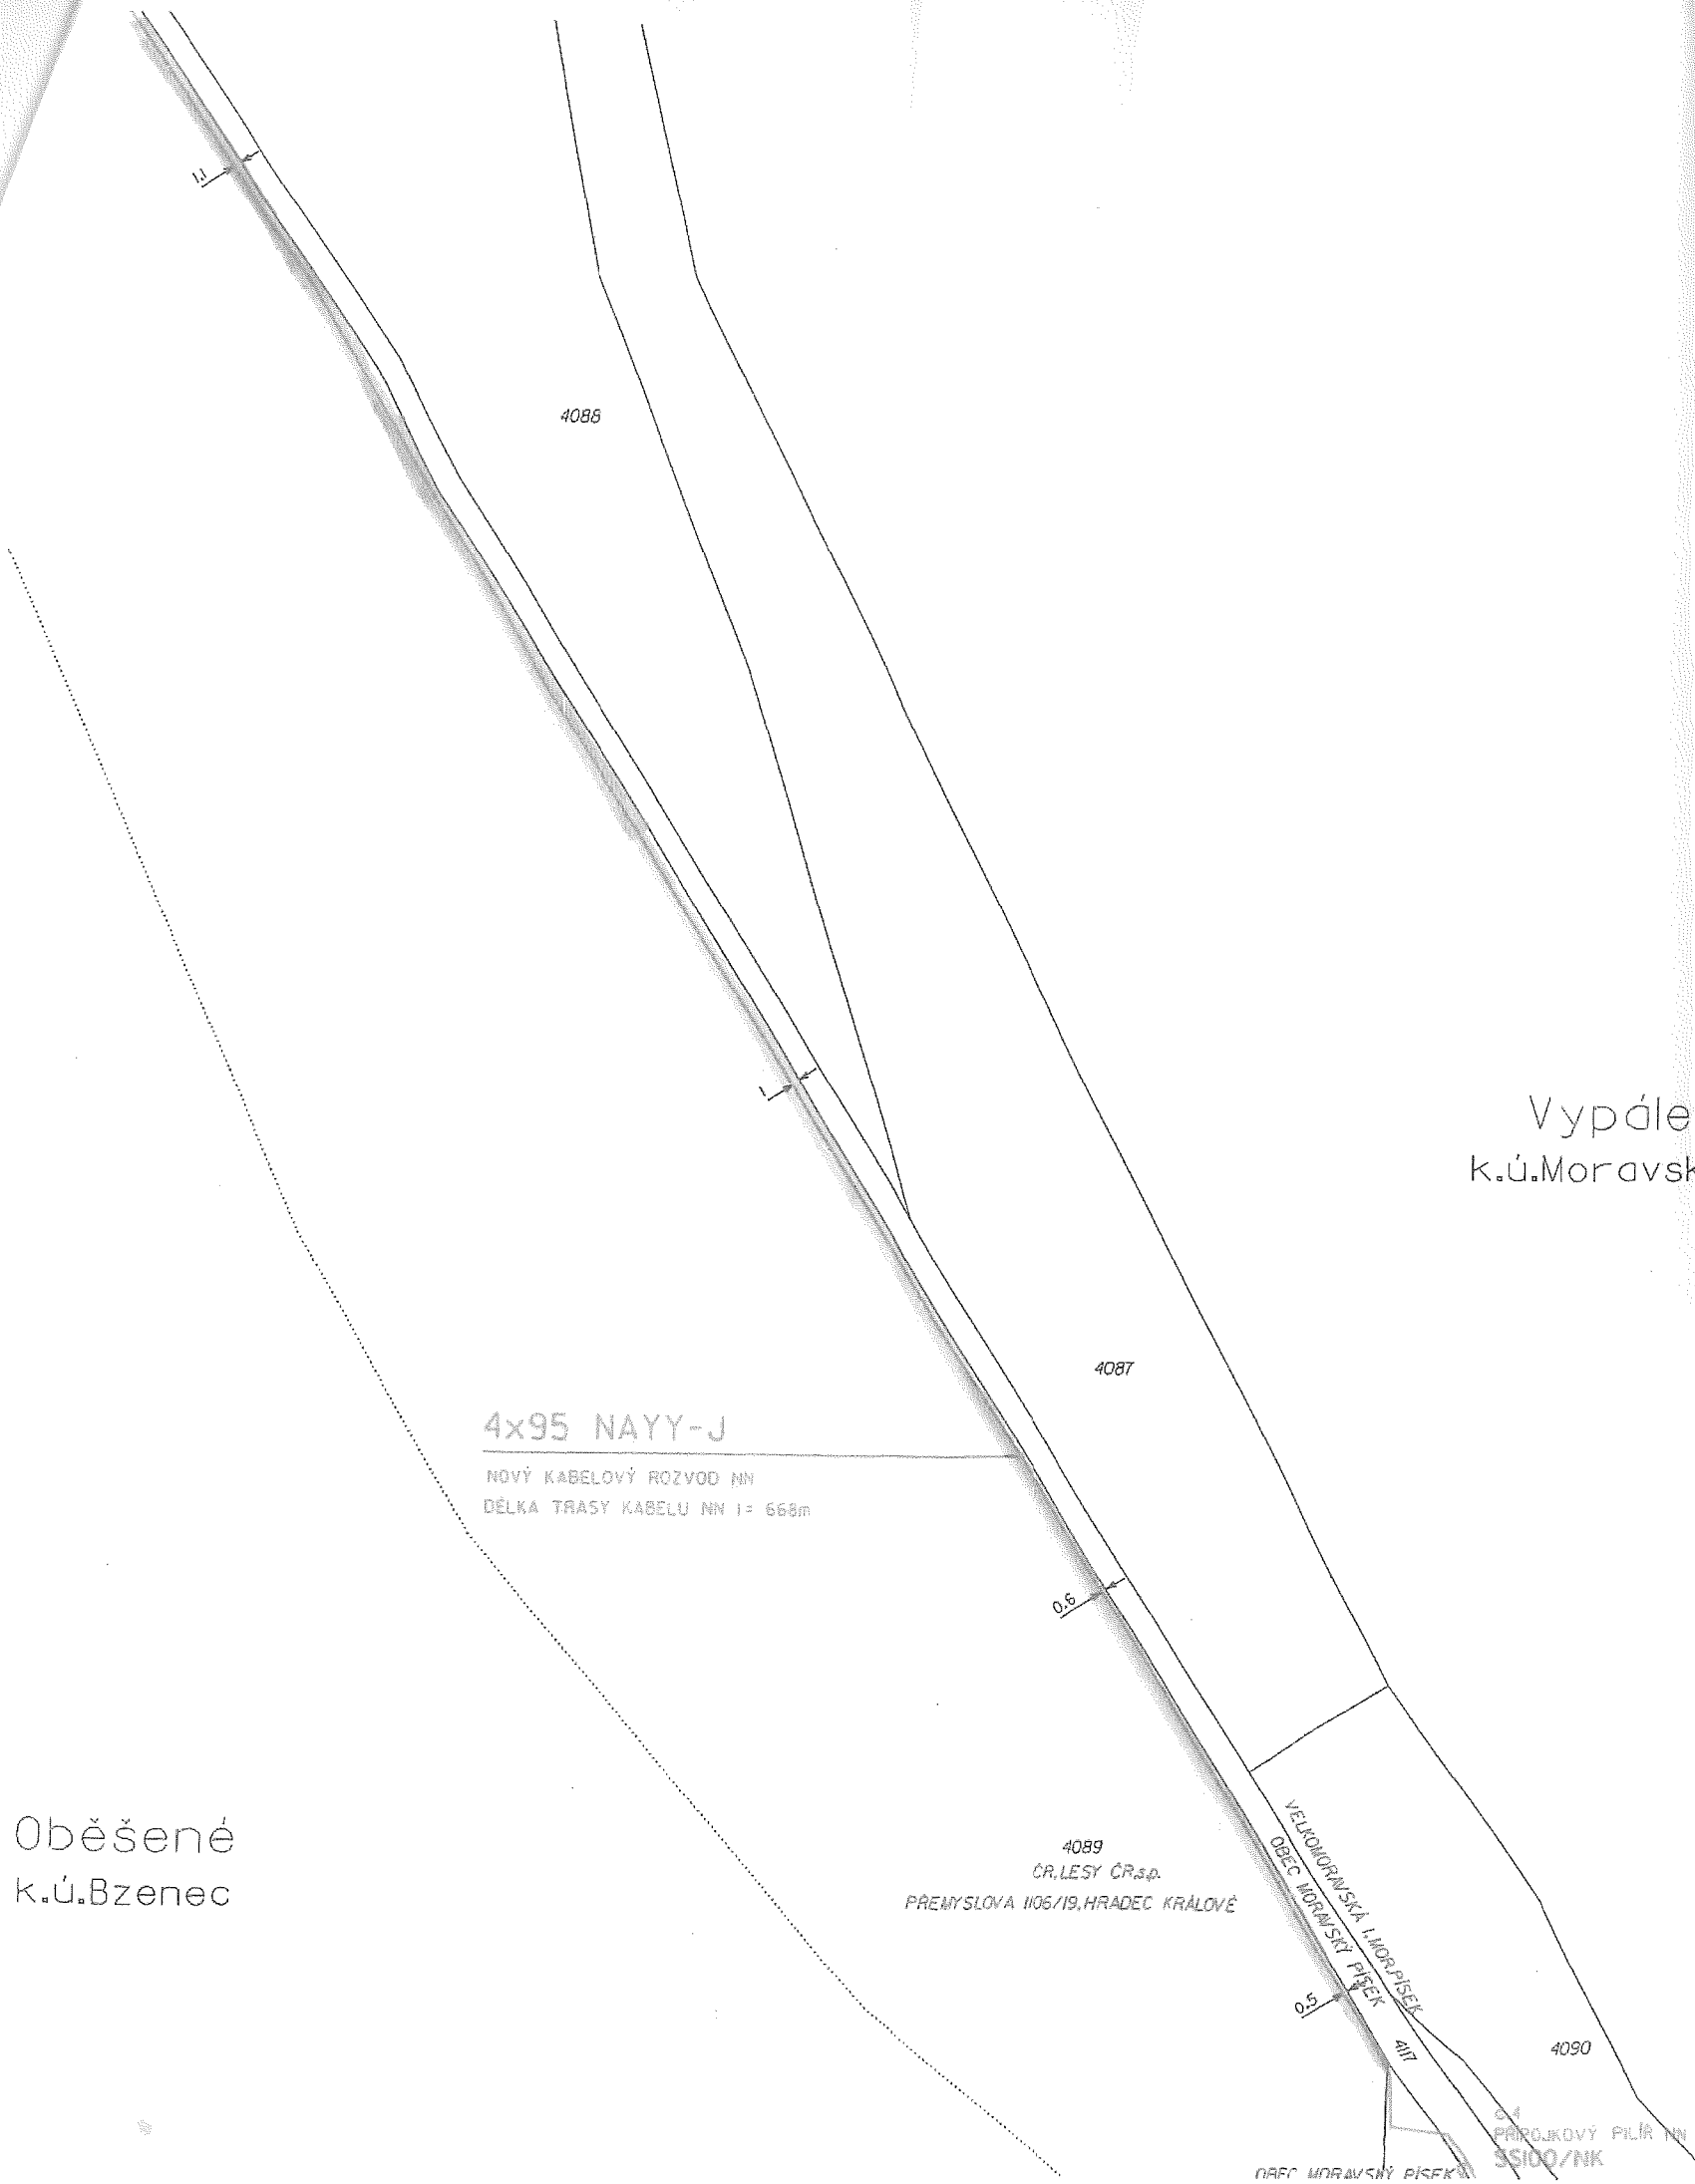 1.1
4088
1
Vypále
k.ú.Moravsk
4087
4x95 NAYY-J
NOVÝ KABELOVÝ ROZVOD NN
DÉLKA TRASY KABELU NN l= 668m
0.6
Oběšené
k.ú.Bzenec
4089
ČR,LESY ČR,s.p.
PŘEMYSLOVA 1106/19,HRADEC KRÁLOVÉ
VELKOMORAVSKÁ 1,MOR.PÍSEK
OBEC MORAVSKÝ PÍSEK
0.5
4117
4090
č.4
PŘÍPOJKOVÝ PILÍŘ NN
SS100/NK
OBEC MORAVSKÝ PÍSEK